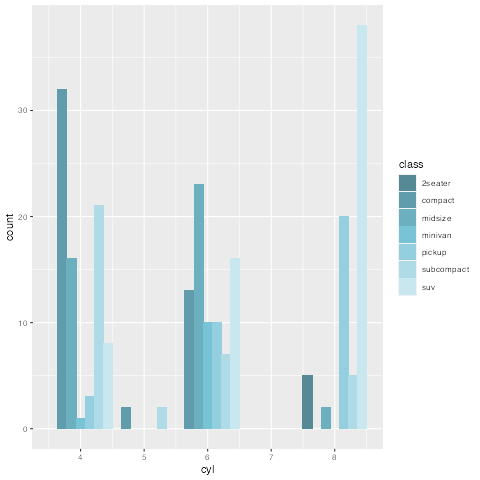 30
20
10
0
count
4 5 6 7 8
cyl
class
2seater
compact
midsize
minivan
pickup
subcompact
suv